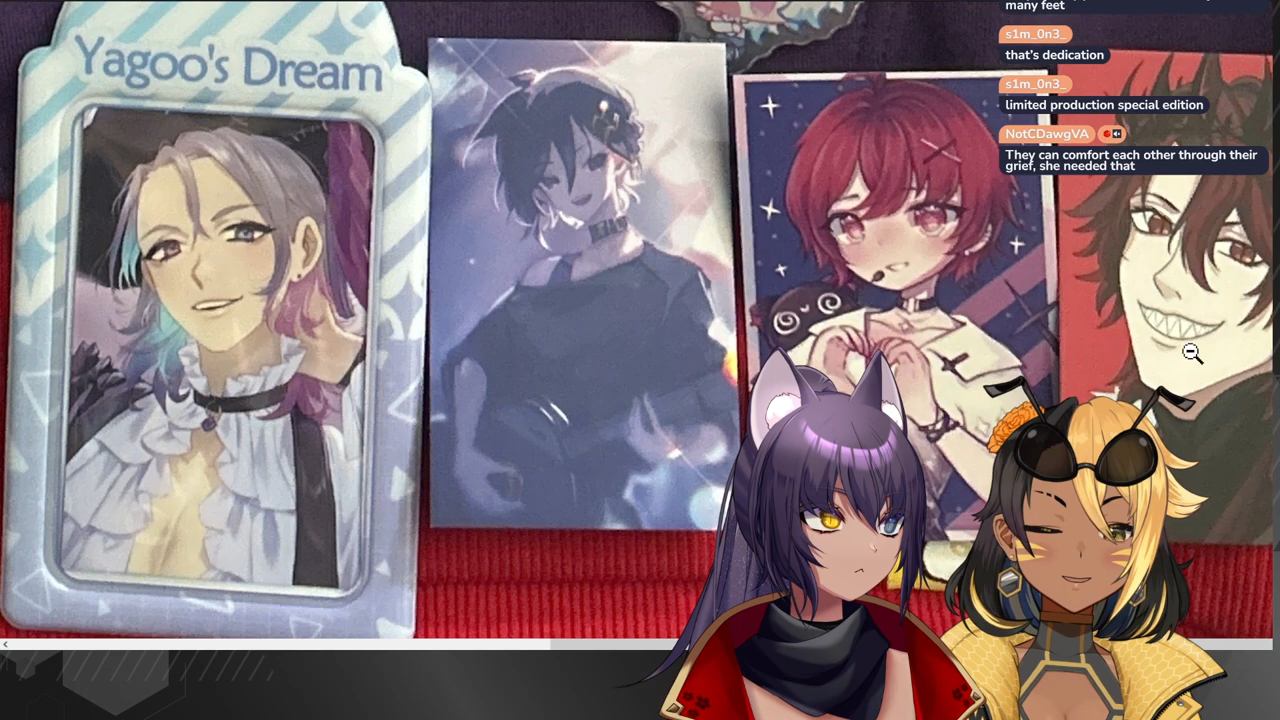 Yagoo's Dream
many feet
s1m_0n3_
that's dedication
s1m_0n3_
limited production special edition
NotCDawgVA
They can comfort each other through their
grief, she needed that